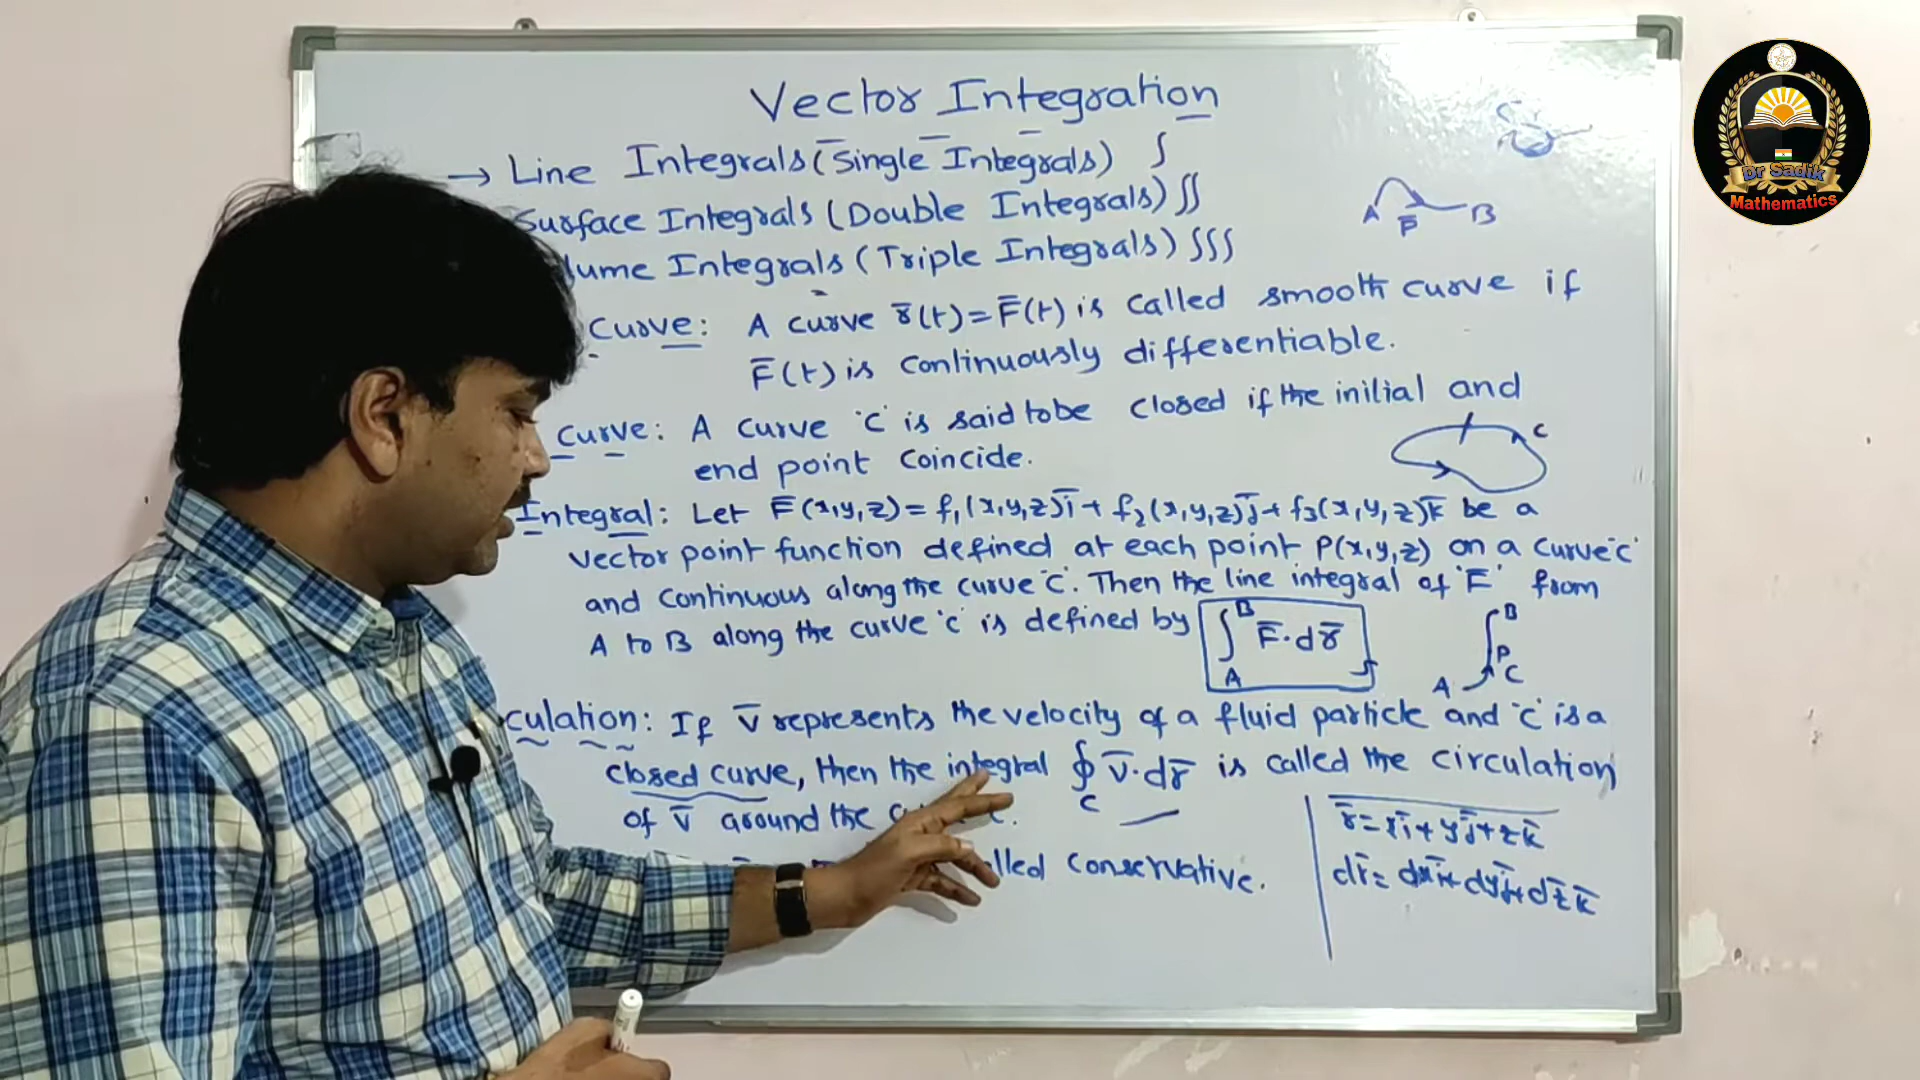 Vector Integration
→ Line Integrals (Single Integrals) ∫
Surface Integrals (Double Integrals) ∫∫
lume Integrals (Triple Integrals) ∫∫∫
A P̅ B
Curve: A curve r̅(t) = F̅(t) is called smooth curve if
F̅(t) is continuously differentiable.
Curve: A curve 'C' is said to be closed if the initial and
end point coincide.
C
Integral: Let F̅(x,y,z) = f₁(x,y,z)i̅ + f₂(x,y,z)j̅ + f₃(x,y,z)k̅ be a
vector point function defined at each point P(x,y,z) on a curve 'C'
and continuous along the curve 'C'. Then the line integral of 'F̅' from
A to B along the curve 'C' is defined by ∫_A^B F̅·dr̅
A P C B
culation: If V̅ represents the velocity of a fluid particle and 'C' is a
closed curve, then the integral ∮_C V̅·dr̅ is called the circulation
of V̅ around the
r̅ = xi̅ + yj̅ + zk̅
lled conservative.
dr̅ = dxi̅ + dyj̅ + dzk̅
Dr Sadik
Mathematics